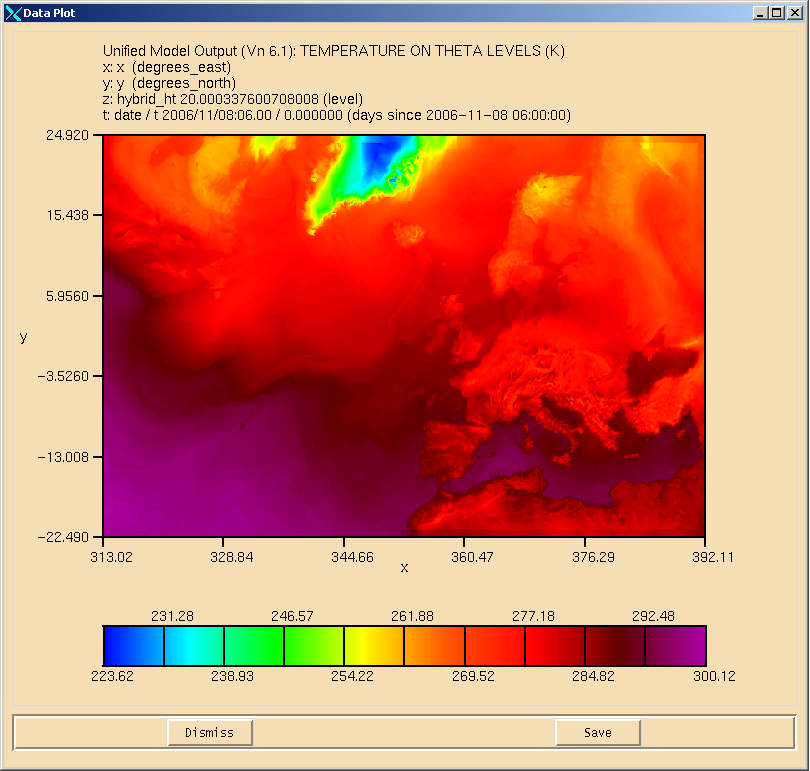 Data Plot
Unified Model Output (Vn 6.1): TEMPERATURE ON THETA LEVELS (K)
x: x (degrees_east)
y: y (degrees_north)
z: hybrid_ht 20.000337600708008 (level)
t: date / t 2006/11/08:06.00 / 0.000000 (days since 2006-11-08 06:00:00)
24.920
15.438
5.9560
y
-3.5260
-13.008
-22.490
313.02 328.84 344.66 360.47 376.29 392.11
x
231.28 246.57 261.88 277.18 292.48
223.62 238.93 254.22 269.52 284.82 300.12
Dismiss Save